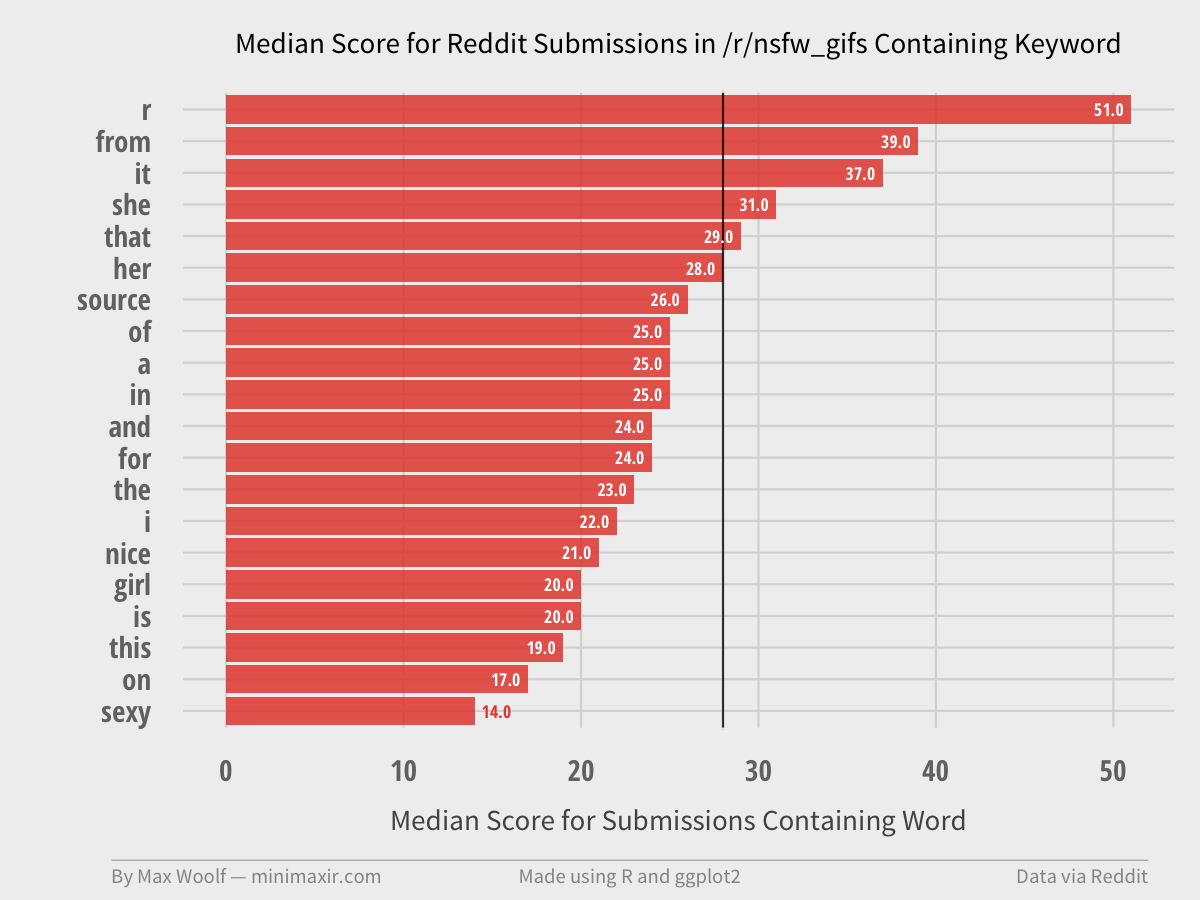 Median Score for Reddit Submissions in /r/nsfw_gifs Containing Keyword
r 51.0
from 39.0
it 37.0
she 31.0
that 29.0
her 28.0
source 26.0
of 25.0
a 25.0
in 25.0
and 24.0
for 24.0
the 23.0
i 22.0
nice 21.0
girl 20.0
is 20.0
this 19.0
on 17.0
sexy 14.0
0 10 20 30 40 50
Median Score for Submissions Containing Word
By Max Woolf — minimaxir.com Made using R and ggplot2 Data via Reddit